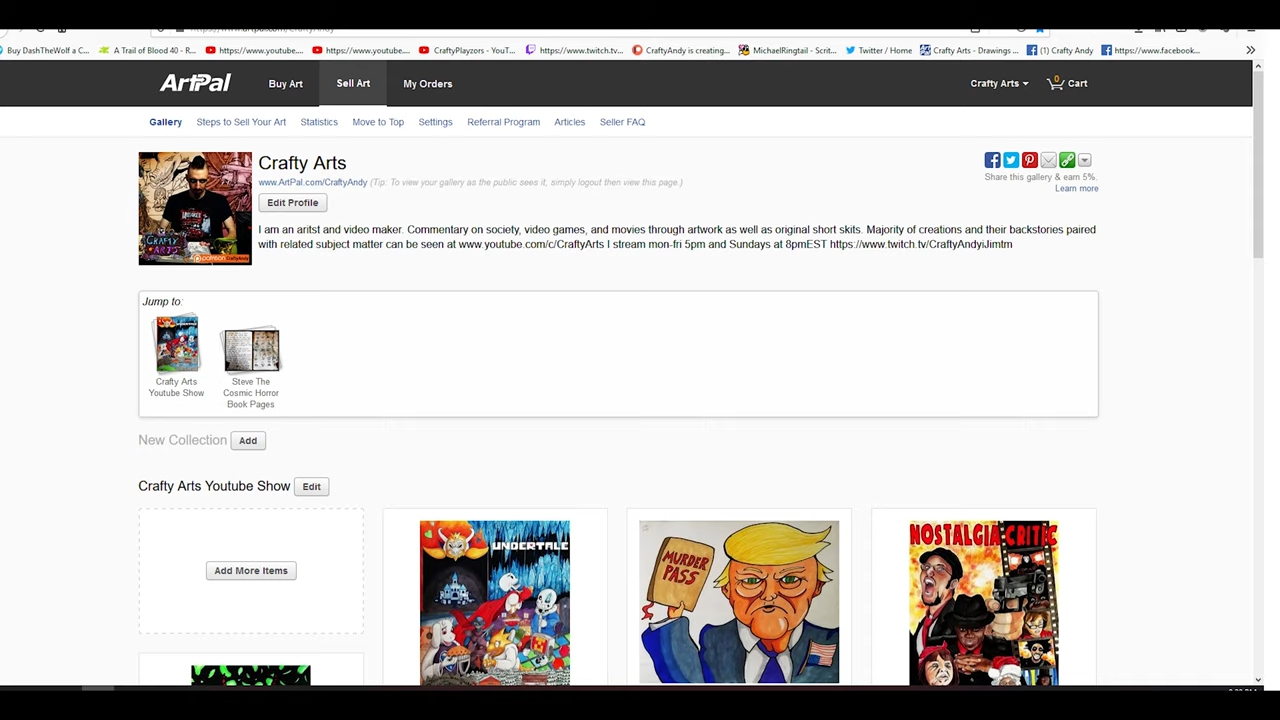 Buy DashTheWolf a C...
A Trail of Blood 40 - R...
https://www.youtube....
https://www.youtube....
CraftyPlayzors - YouT...
https://www.twitch.tv...
CraftyAndy is creating...
MichaelRingtail - Scrit...
Twitter / Home
Crafty Arts - Drawings ...
(1) Crafty Andy
https://www.facebook...
ArtPal
Buy Art
Sell Art
My Orders
Crafty Arts
0
Cart
Gallery
Steps to Sell Your Art
Statistics
Move to Top
Settings
Referral Program
Articles
Seller FAQ
Crafty Arts
www.ArtPal.com/CraftyAndy (Tip: To view your gallery as the public sees it, simply logout then view this page.)
Edit Profile
Share this gallery & earn 5%.
Learn more
I am an aritst and video maker. Commentary on society, video games, and movies through artwork as well as original short skits. Majority of creations and their backstories paired
with related subject matter can be seen at www.youtube.com/c/CraftyArts I stream mon-fri 5pm and Sundays at 8pmEST https://www.twitch.tv/CraftyAndyiJimtm
CRAFTY
ARTS
patreon CraftyAndy
Jump to:
Crafty Arts
Youtube Show
Steve The
Cosmic Horror
Book Pages
New Collection
Add
Crafty Arts Youtube Show
Edit
Add More Items
UNDERTALE
MURDER
PASS
NOSTALGIA CRITIC